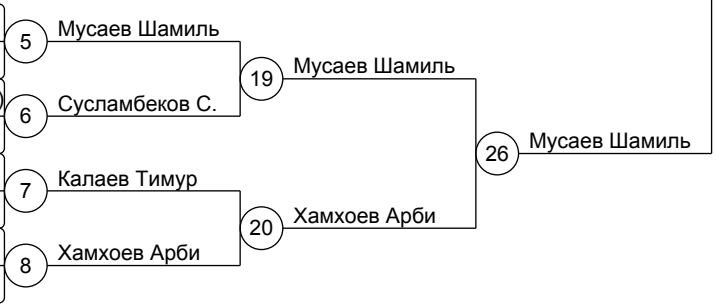 5
Мусаев Шамиль
19
Мусаев Шамиль
6
Сусламбеков С.
26
Мусаев Шамиль
7
Калаев Тимур
20
Хамхоев Арби
8
Хамхоев Арби